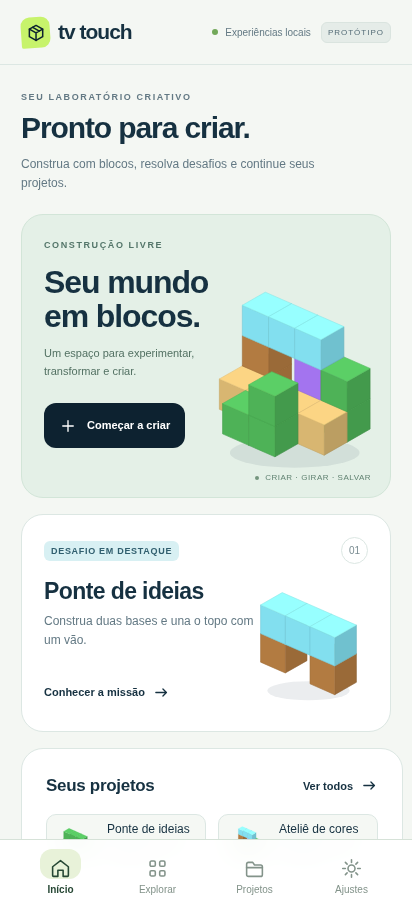 tv touch
Experiências locais
PROTÓTIPO
SEU LABORATÓRIO CRIATIVO
Pronto para criar.
Construa com blocos, resolva desafios e continue seus
projetos.
CONSTRUÇÃO LIVRE
Seu mundo
em blocos.
Um espaço para experimentar,
transformar e criar.
Começar a criar
CRIAR · GIRAR · SALVAR
DESAFIO EM DESTAQUE
01
Ponte de ideias
Construa duas bases e una o topo com
um vão.
Conhecer a missão
Seus projetos
Ver todos
Ponte de ideias
Ateliê de cores
Início
Explorar
Projetos
Ajustes